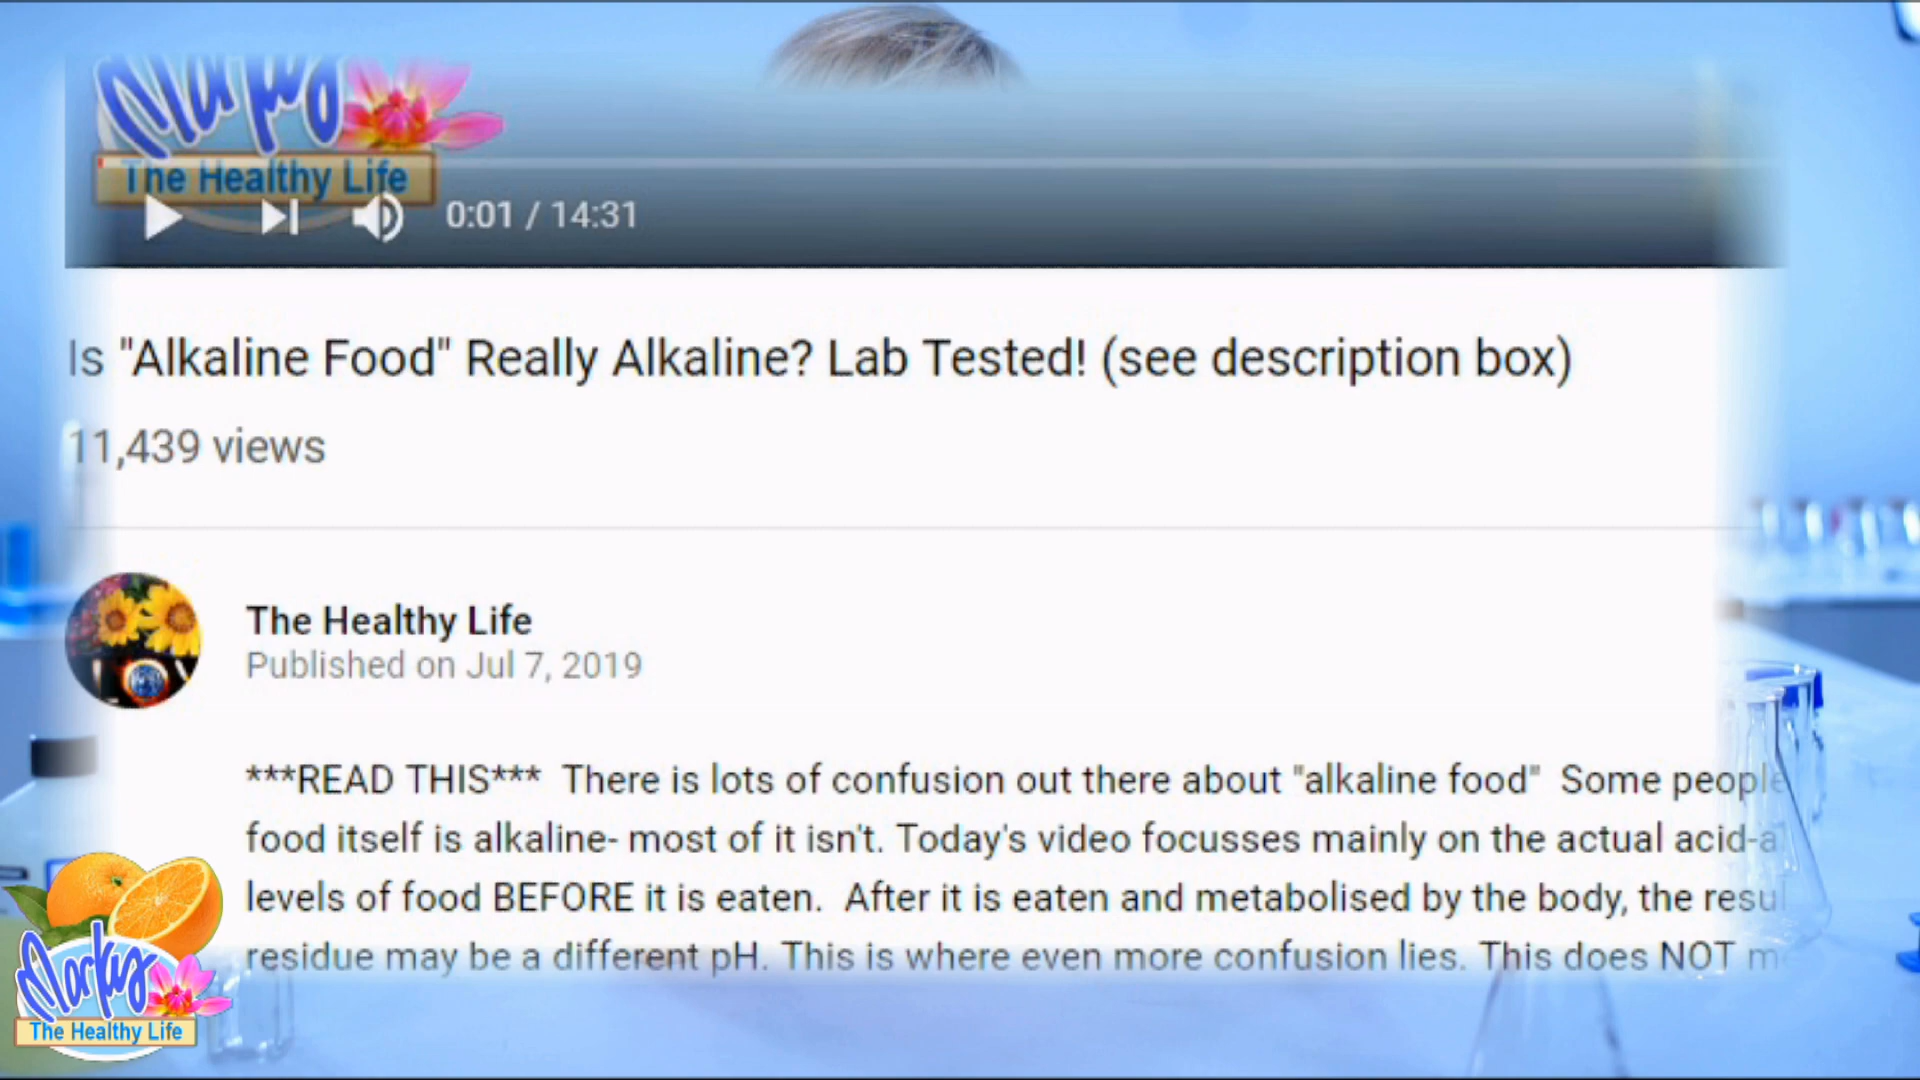 Markus
The Healthy Life
0:01 / 14:31
Is "Alkaline Food" Really Alkaline? Lab Tested! (see description box)
11,439 views
The Healthy Life
Published on Jul 7, 2019
***READ THIS*** There is lots of confusion out there about "alkaline food" Some people
food itself is alkaline- most of it isn't. Today's video focusses mainly on the actual acid-a
levels of food BEFORE it is eaten. After it is eaten and metabolised by the body, the resul
residue may be a different pH. This is where even more confusion lies. This does NOT m
Markus
The Healthy Life